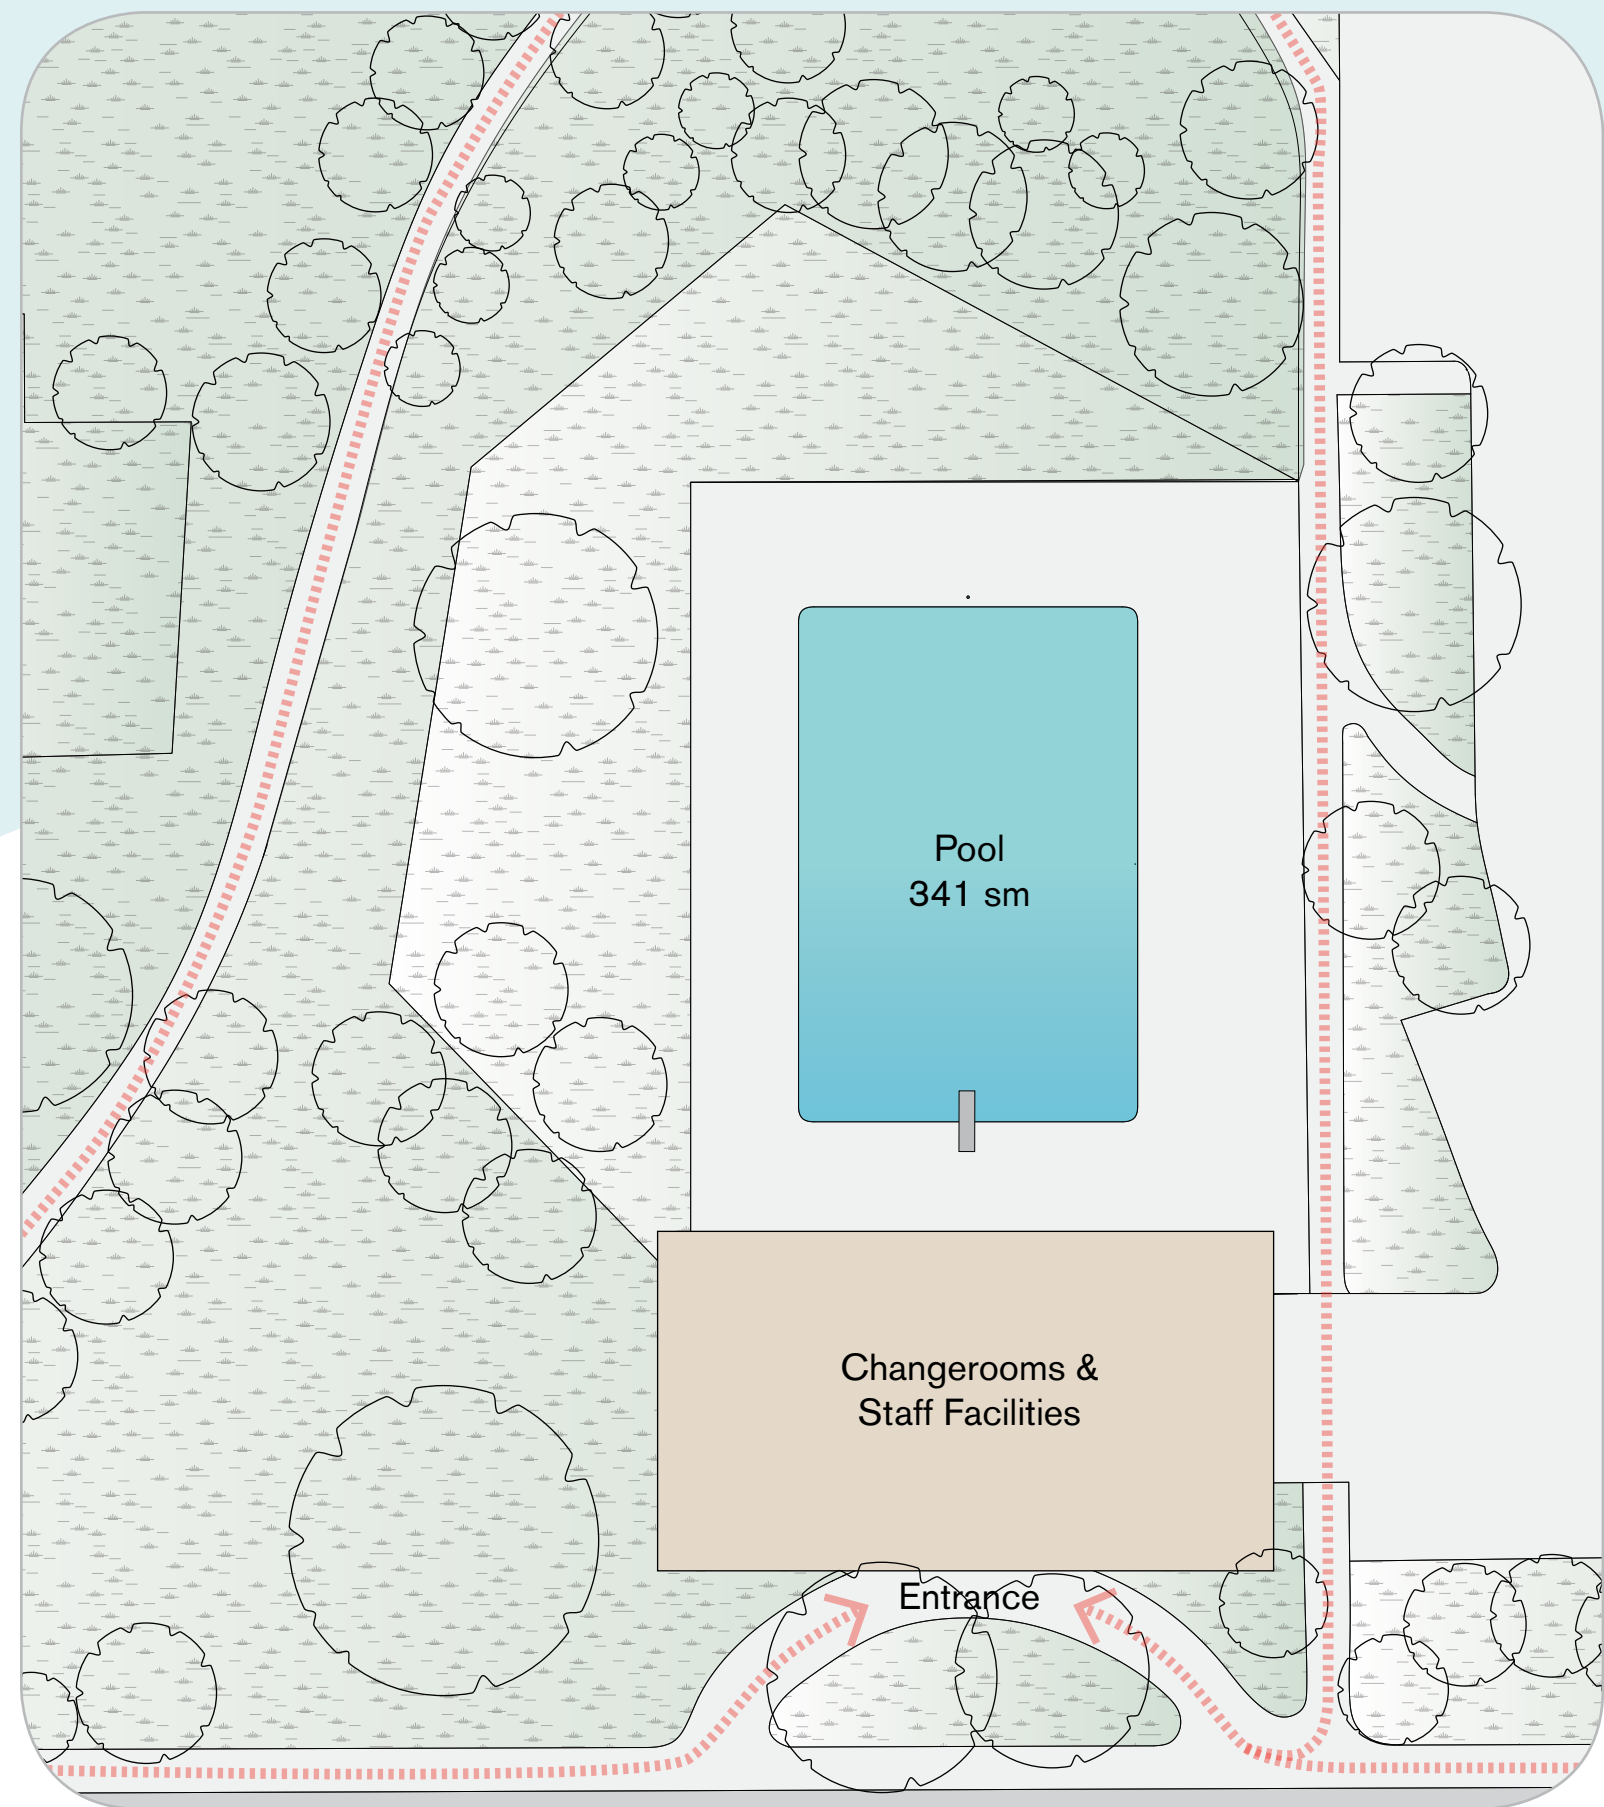 Pool
341 sm
Changerooms &
Staff Facilities
Entrance